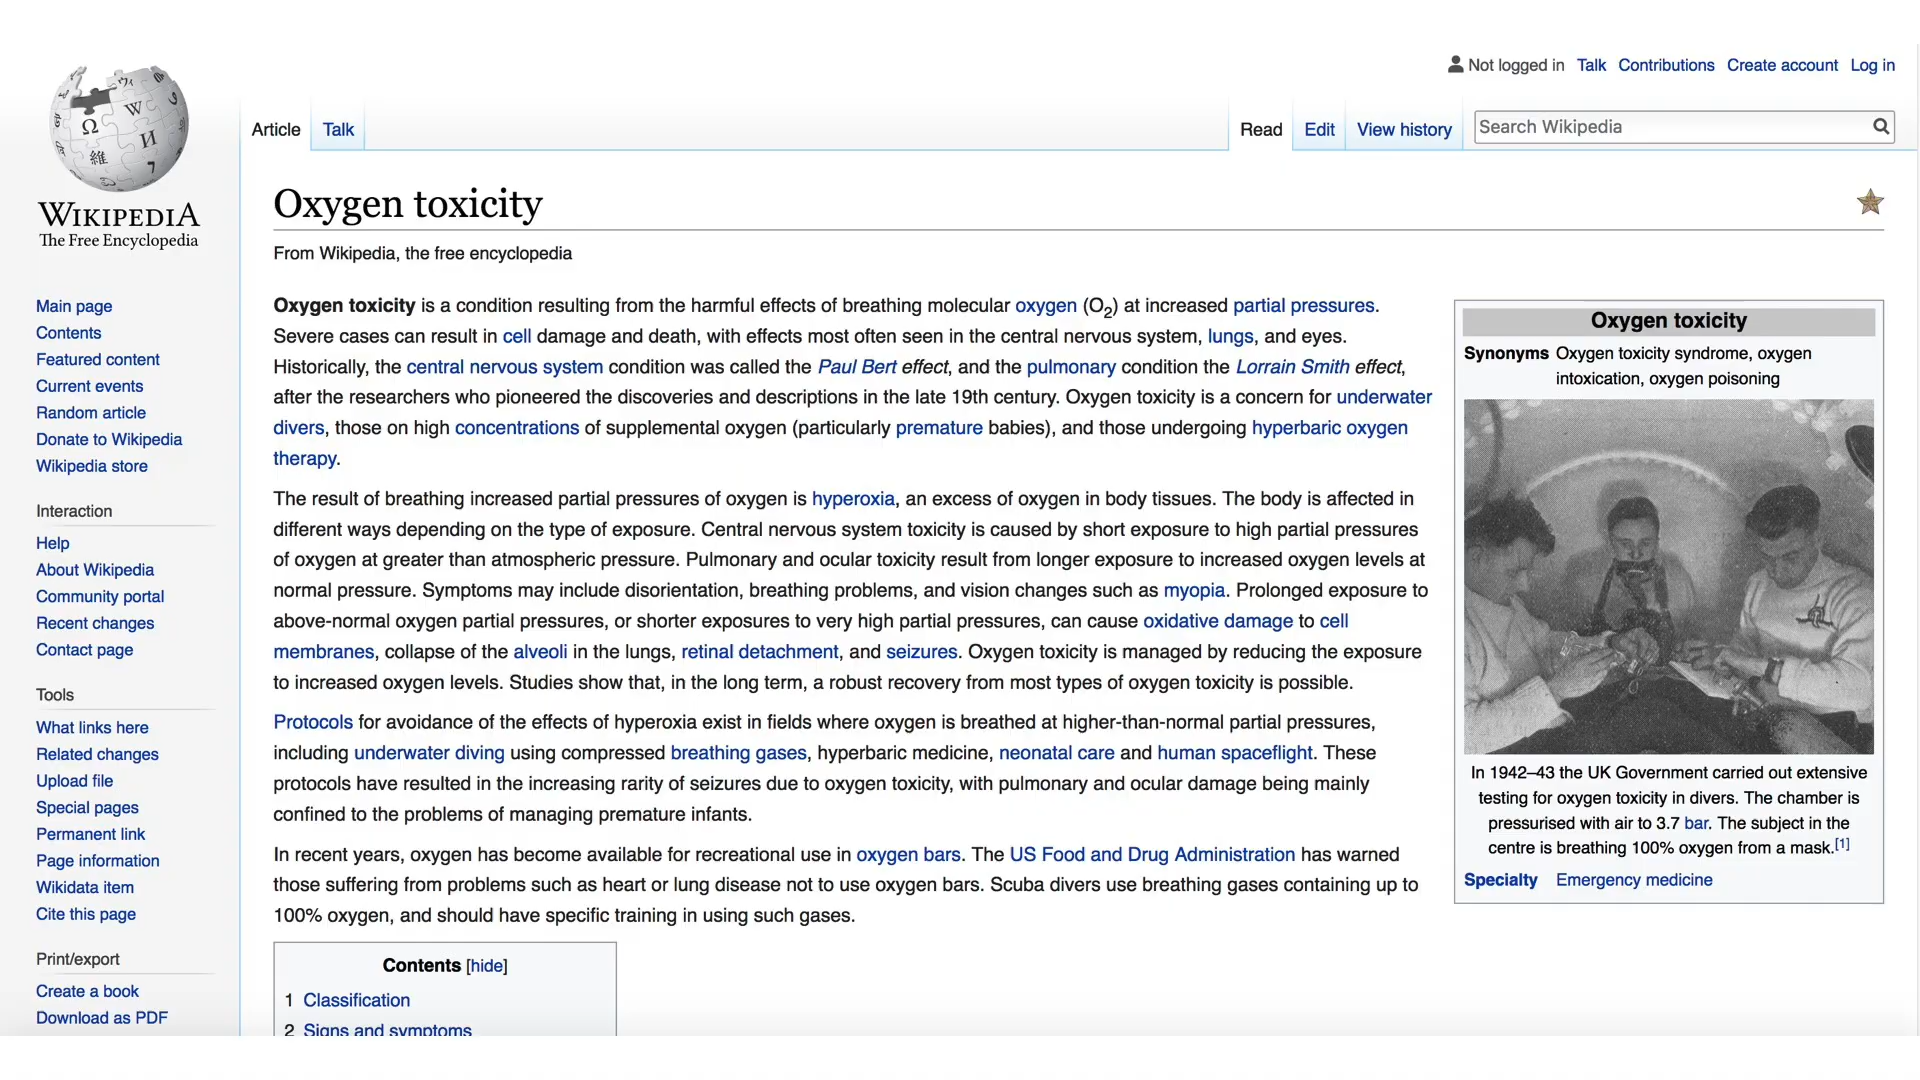 Not logged in Talk Contributions Create account Log in
Article Talk Read Edit View history Search Wikipedia
WIKIPEDIA
The Free Encyclopedia
Main page
Contents
Featured content
Current events
Random article
Donate to Wikipedia
Wikipedia store
Interaction
Help
About Wikipedia
Community portal
Recent changes
Contact page
Tools
What links here
Related changes
Upload file
Special pages
Permanent link
Page information
Wikidata item
Cite this page
Print/export
Create a book
Download as PDF
Oxygen toxicity
From Wikipedia, the free encyclopedia
Oxygen toxicity is a condition resulting from the harmful effects of breathing molecular oxygen (O2) at increased partial pressures.
Severe cases can result in cell damage and death, with effects most often seen in the central nervous system, lungs, and eyes.
Historically, the central nervous system condition was called the Paul Bert effect, and the pulmonary condition the Lorrain Smith effect,
after the researchers who pioneered the discoveries and descriptions in the late 19th century. Oxygen toxicity is a concern for underwater
divers, those on high concentrations of supplemental oxygen (particularly premature babies), and those undergoing hyperbaric oxygen
therapy.
The result of breathing increased partial pressures of oxygen is hyperoxia, an excess of oxygen in body tissues. The body is affected in
different ways depending on the type of exposure. Central nervous system toxicity is caused by short exposure to high partial pressures
of oxygen at greater than atmospheric pressure. Pulmonary and ocular toxicity result from longer exposure to increased oxygen levels at
normal pressure. Symptoms may include disorientation, breathing problems, and vision changes such as myopia. Prolonged exposure to
above-normal oxygen partial pressures, or shorter exposures to very high partial pressures, can cause oxidative damage to cell
membranes, collapse of the alveoli in the lungs, retinal detachment, and seizures. Oxygen toxicity is managed by reducing the exposure
to increased oxygen levels. Studies show that, in the long term, a robust recovery from most types of oxygen toxicity is possible.
Protocols for avoidance of the effects of hyperoxia exist in fields where oxygen is breathed at higher-than-normal partial pressures,
including underwater diving using compressed breathing gases, hyperbaric medicine, neonatal care and human spaceflight. These
protocols have resulted in the increasing rarity of seizures due to oxygen toxicity, with pulmonary and ocular damage being mainly
confined to the problems of managing premature infants.
In recent years, oxygen has become available for recreational use in oxygen bars. The US Food and Drug Administration has warned
those suffering from problems such as heart or lung disease not to use oxygen bars. Scuba divers use breathing gases containing up to
100% oxygen, and should have specific training in using such gases.
Contents [hide]
1 Classification
2 Signs and symptoms
Oxygen toxicity
Synonyms Oxygen toxicity syndrome, oxygen
intoxication, oxygen poisoning
In 1942–43 the UK Government carried out extensive
testing for oxygen toxicity in divers. The chamber is
pressurised with air to 3.7 bar. The subject in the
centre is breathing 100% oxygen from a mask.[1]
Specialty Emergency medicine